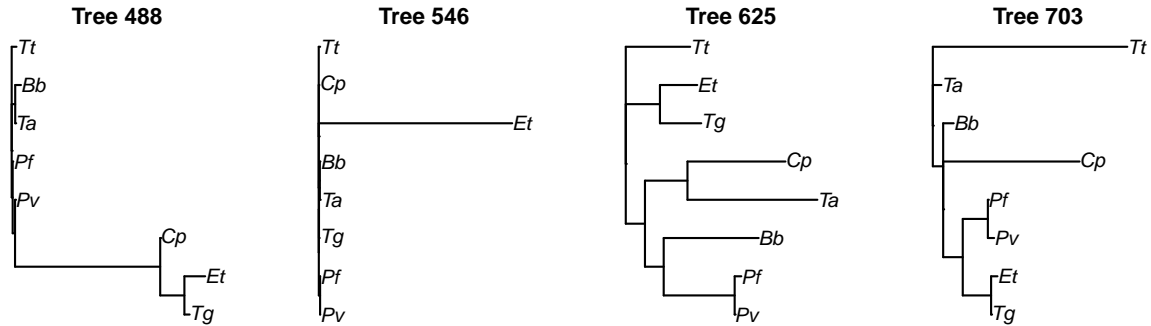 Tree 488
Tt
Bb
Ta
Pf
Pv
Cp
Et
Tg
Tree 546
Tt
Cp
Et
Bb
Ta
Tg
Pf
Pv
Tree 625
Tt
Et
Tg
Cp
Ta
Bb
Pf
Pv
Tree 703
Tt
Ta
Bb
Cp
Pf
Pv
Et
Tg